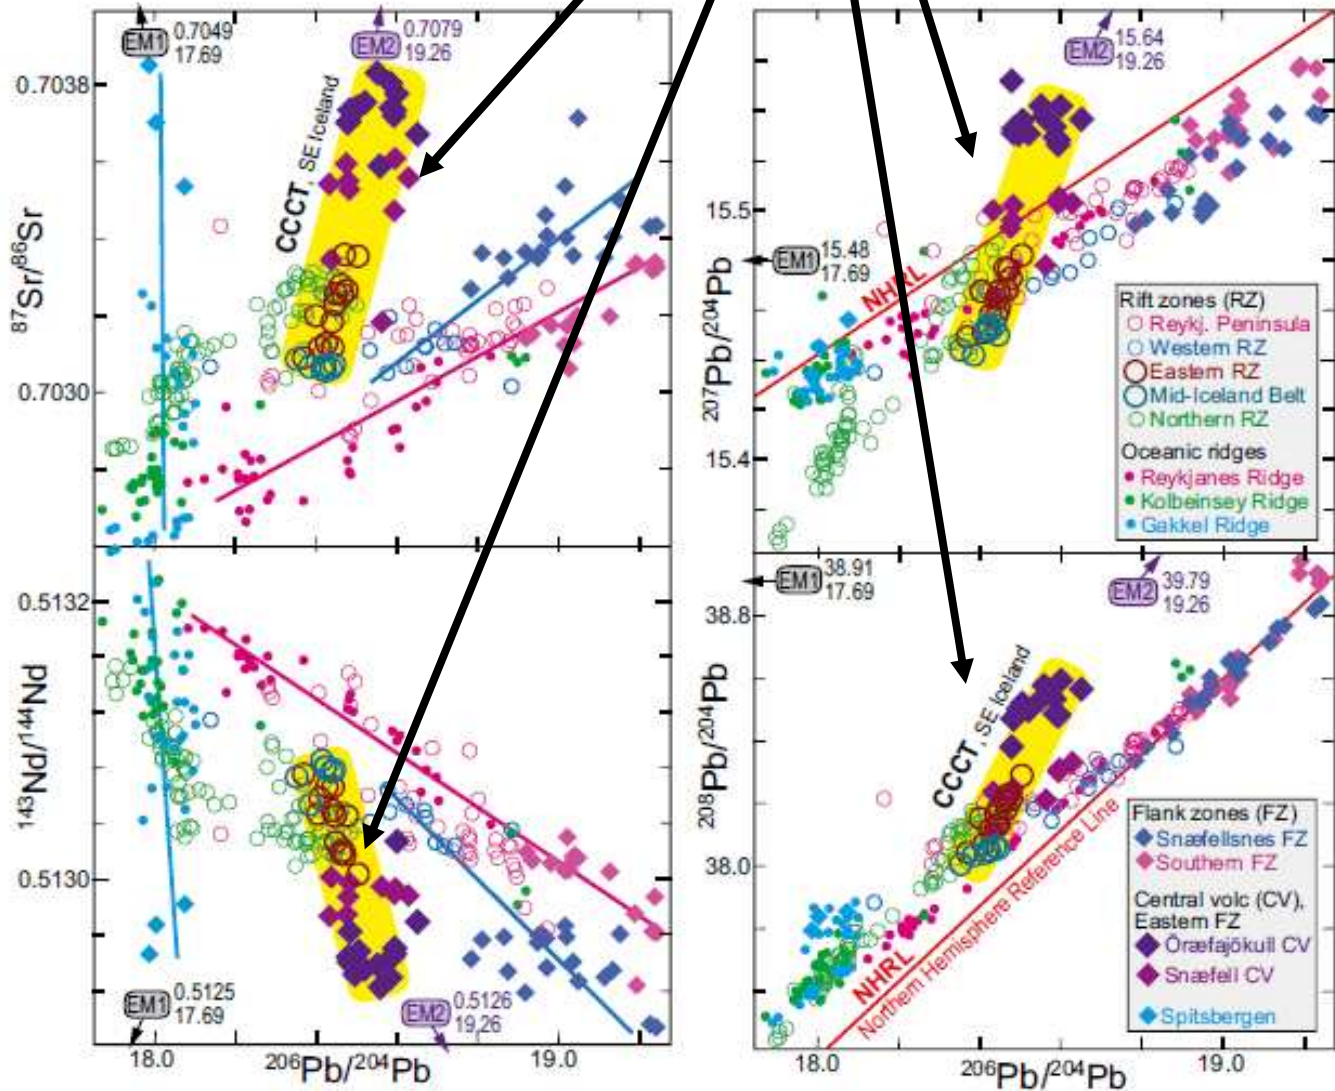 EM1 0.7049
17.69
EM2 0.7079
19.26
0.7038
CCCT, SE Iceland
87Sr/86Sr
0.7030
EM2 15.64
19.26
15.5
EM1 15.48
17.69
NHRL
207Pb/204Pb
15.4
Rift zones (RZ)
Reykj. Peninsula
Western RZ
Eastern RZ
Mid-Iceland Belt
Northern RZ
Oceanic ridges
Reykjanes Ridge
Kolbeinsey Ridge
Gakkel Ridge
0.5132
143Nd/144Nd
0.5130
EM1 0.5125
17.69
EM2 0.5126
19.26
18.0
206Pb/204Pb
19.0
EM1 38.91
17.69
EM2 39.79
19.26
38.8
CCCT, SE Iceland
208Pb/204Pb
38.0
NHRL
Northern Hemisphere Reference Line
Flank zones (FZ)
Snæfellsnes FZ
Southern FZ
Central volc (CV),
Eastern FZ
Öræfajökull CV
Snæfell CV
Spitsbergen
18.0
206Pb/204Pb
19.0